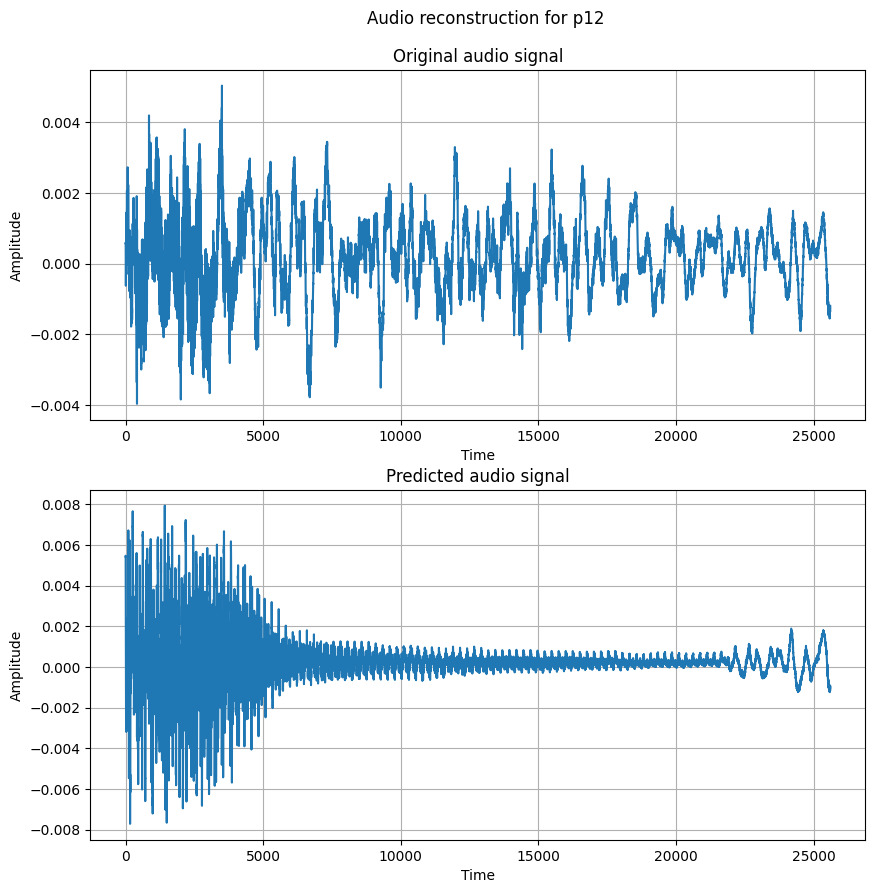 Audio reconstruction for p12
Original audio signal
Amplitude
0.004
0.002
0.000
−0.002
−0.004
0 5000 10000 15000 20000 25000
Time
Predicted audio signal
Amplitude
0.008
0.006
0.004
0.002
0.000
−0.002
−0.004
−0.006
−0.008
0 5000 10000 15000 20000 25000
Time